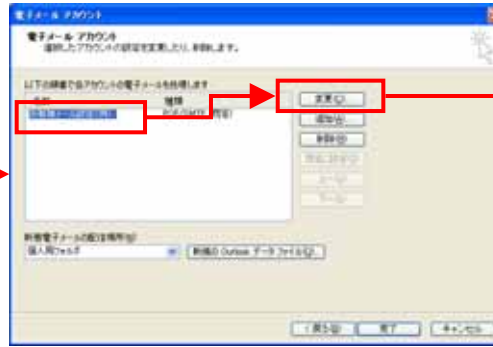 電子メール アカウント
電子メール アカウント
選択したアカウントの設定を変更したり、削除します。
以下の順番で各アカウントの電子メールを処理します
名前
種類
変更(C)
追加(A)
削除(R)
新規電子メールの配信場所(E)
個人用フォルダ
新規の Outlook データ ファイル(O)...
< 戻る(B)
完了
キャンセル